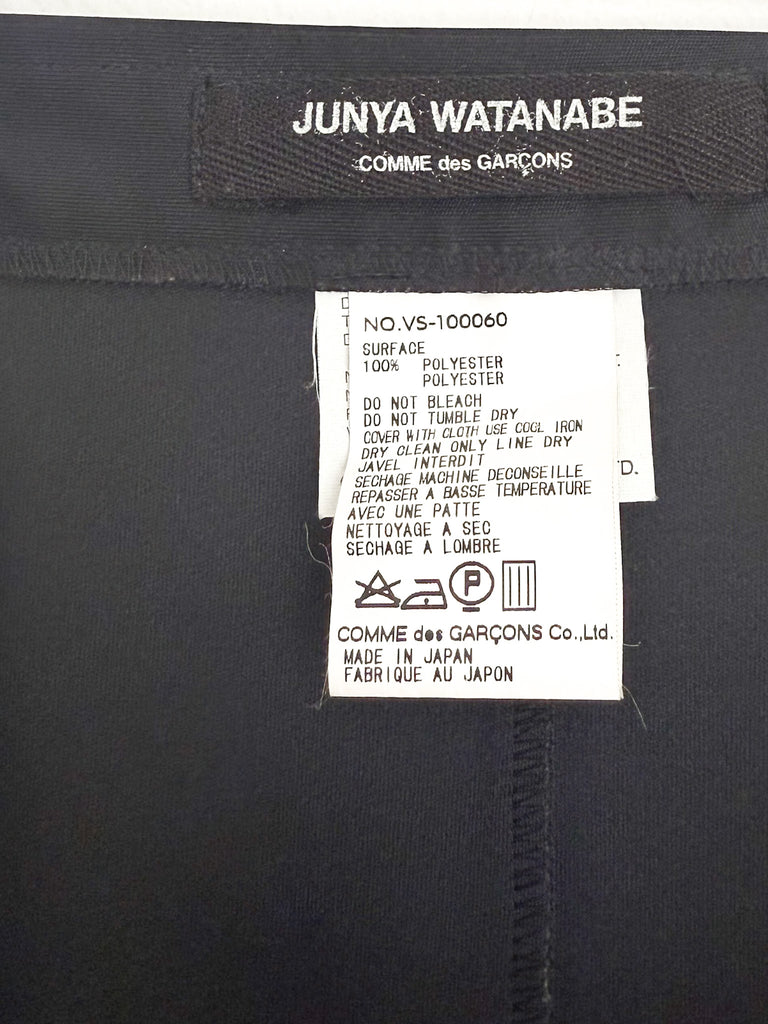 JUNYA WATANABE
COMME des GARÇONS
NO.VS-100060
SURFACE
100% POLYESTER
POLYESTER
DO NOT BLEACH
DO NOT TUMBLE DRY
COVER WITH CLOTH USE COOL IRON
DRY CLEAN ONLY LINE DRY
JAVEL INTERDIT
SECHAGE MACHINE DECONSEILLE
REPASSER A BASSE TEMPERATURE
AVEC UNE PATTE
NETTOYAGE A SEC
SECHAGE A LOMBRE
P
COMME des GARÇONS Co.,Ltd.
MADE IN JAPAN
FABRIQUE AU JAPON